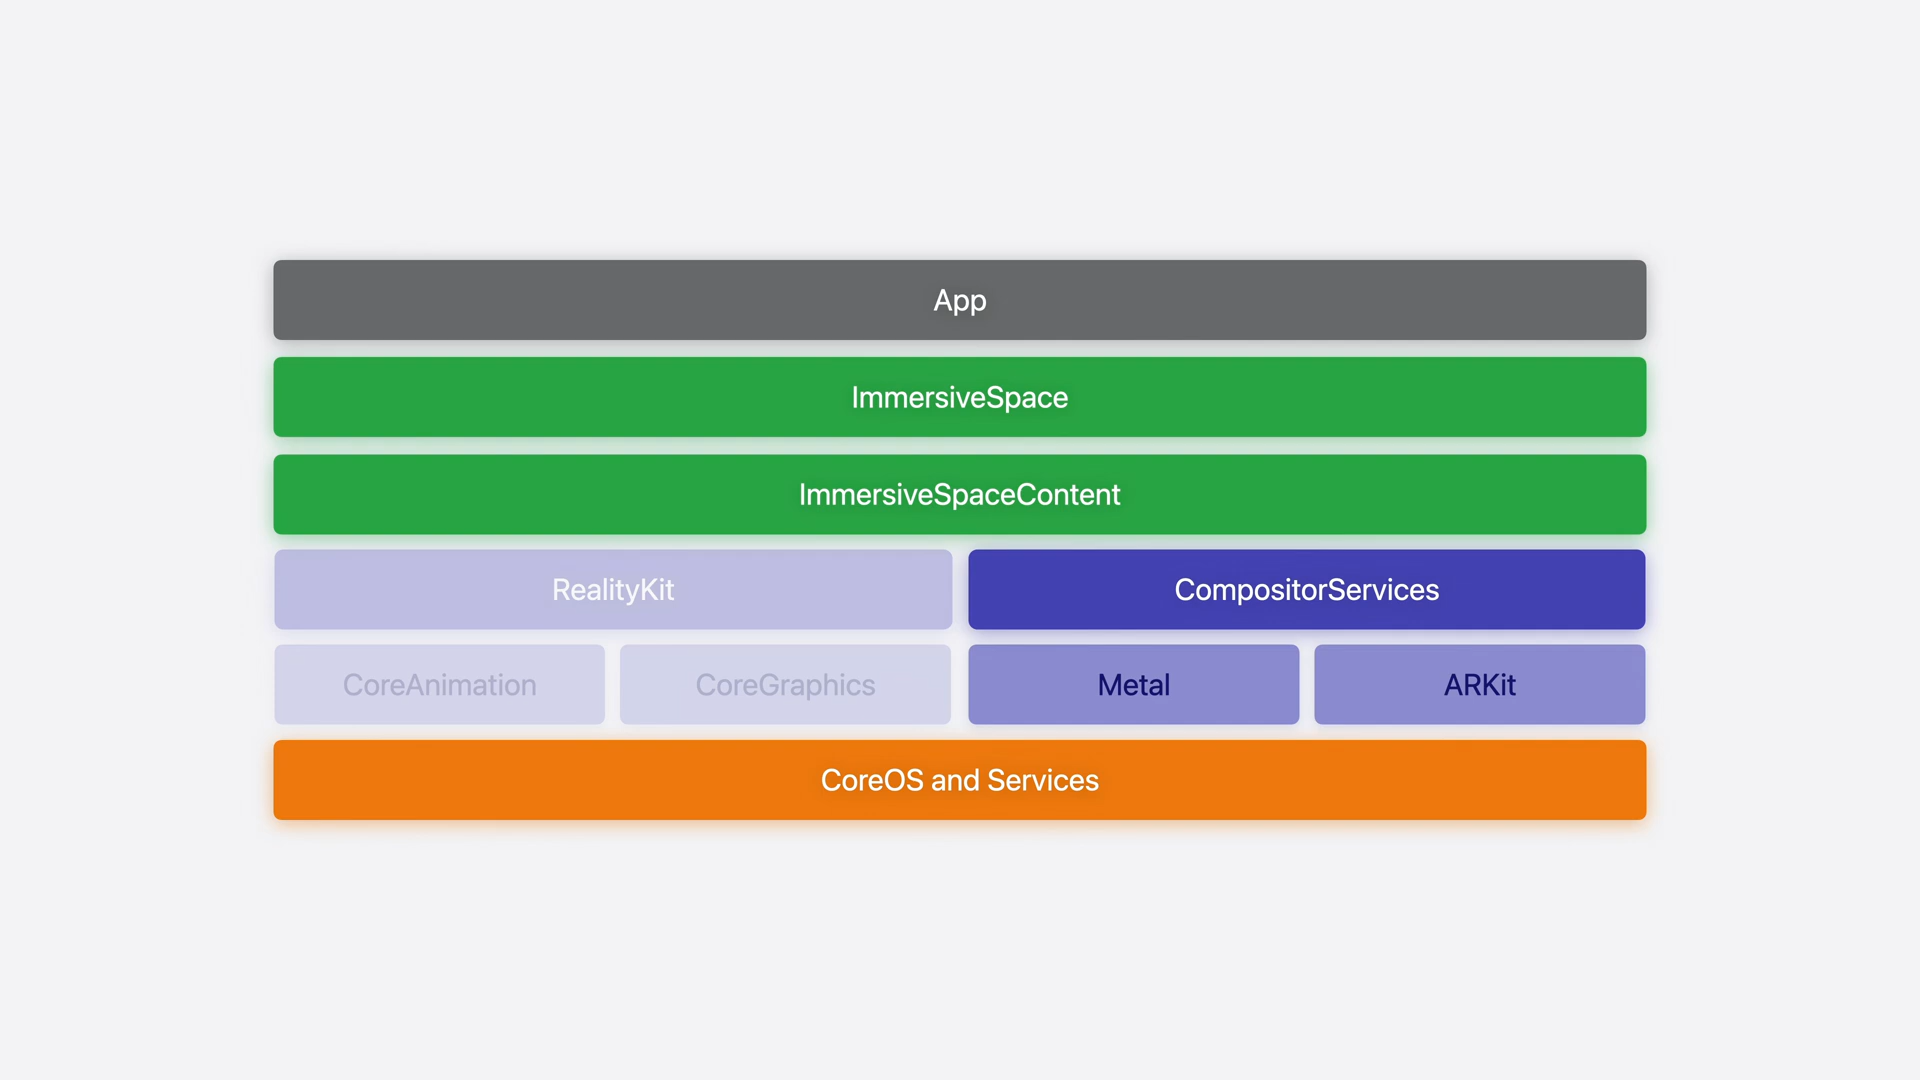 App
ImmersiveSpace
ImmersiveSpaceContent
RealityKit
CompositorServices
CoreAnimation
CoreGraphics
Metal
ARKit
CoreOS and Services